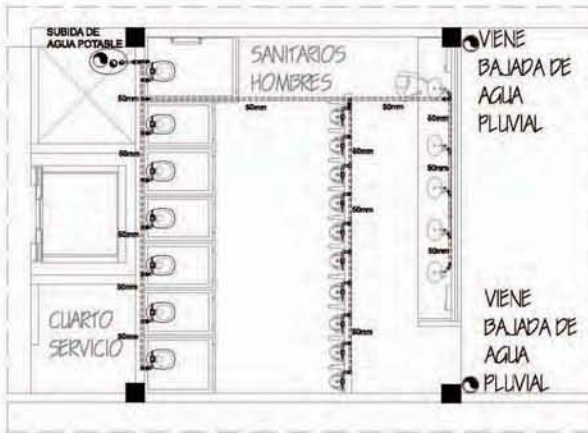 SUBIDA DE
AGUA POTABLE
SANITARIOS
HOMBRES
VIENE
BAJADA DE
AGUA
PLUVIAL
50mm
50mm
50mm
50mm
50mm
50mm
50mm
50mm
50mm
50mm
50mm
50mm
50mm
CUARTO
SERVICIO
VIENE
BAJADA DE
AGUA
PLUVIAL